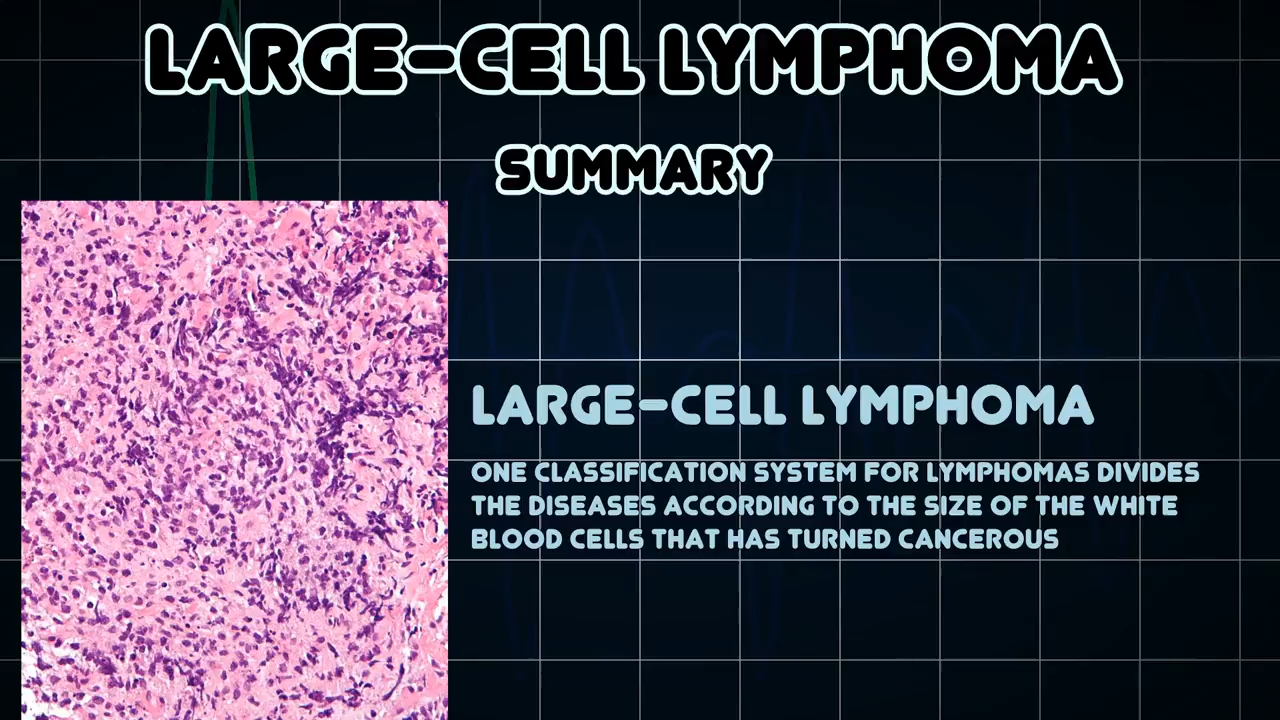 LARGE-CELL LYMPHOMA
SUMMARY
LARGE-CELL LYMPHOMA
ONE CLASSIFICATION SYSTEM FOR LYMPHOMAS DIVIDES
THE DISEASES ACCORDING TO THE SIZE OF THE WHITE
BLOOD CELLS THAT HAS TURNED CANCEROUS